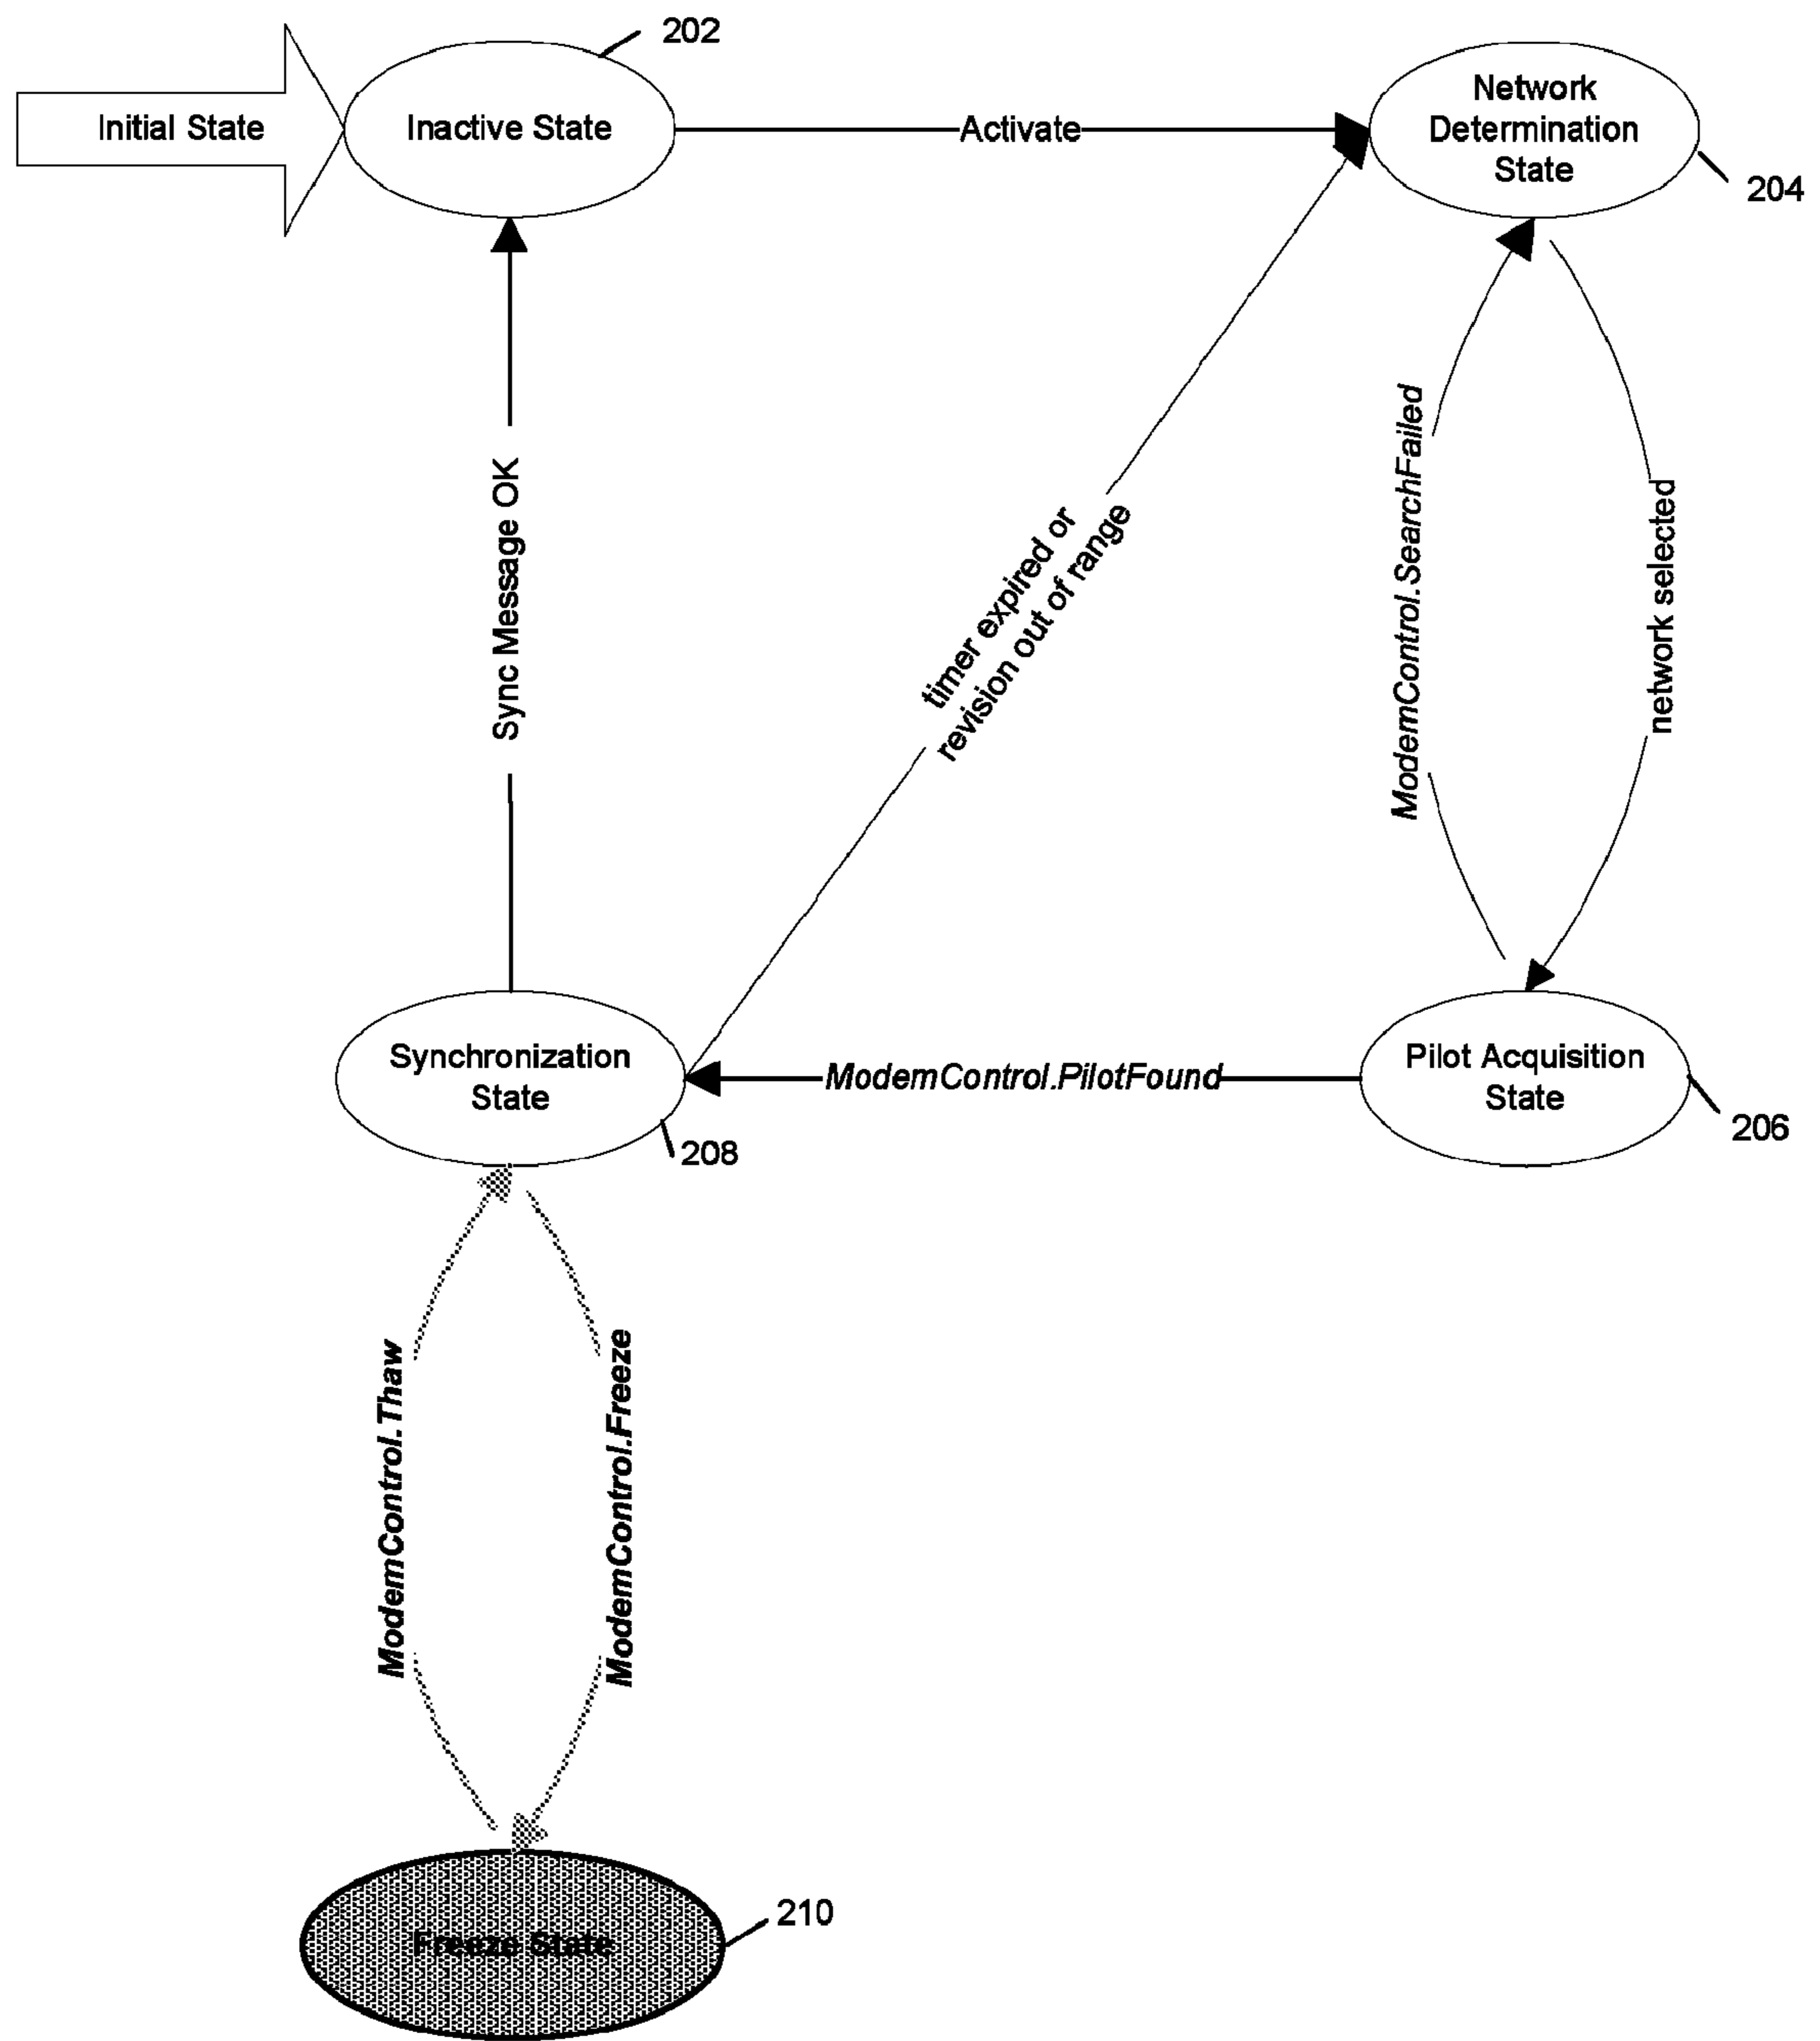 202
Initial State
Inactive State
Activate
Network
Determination
State
204
Sync Message OK
timer expired or
revision out of range
ModemControl.SearchFailed
network selected
Synchronization
State
208
ModemControl.PilotFound
Pilot Acquisition
State
206
ModemControl.Thaw
ModemControl.Freeze
Freeze State
210